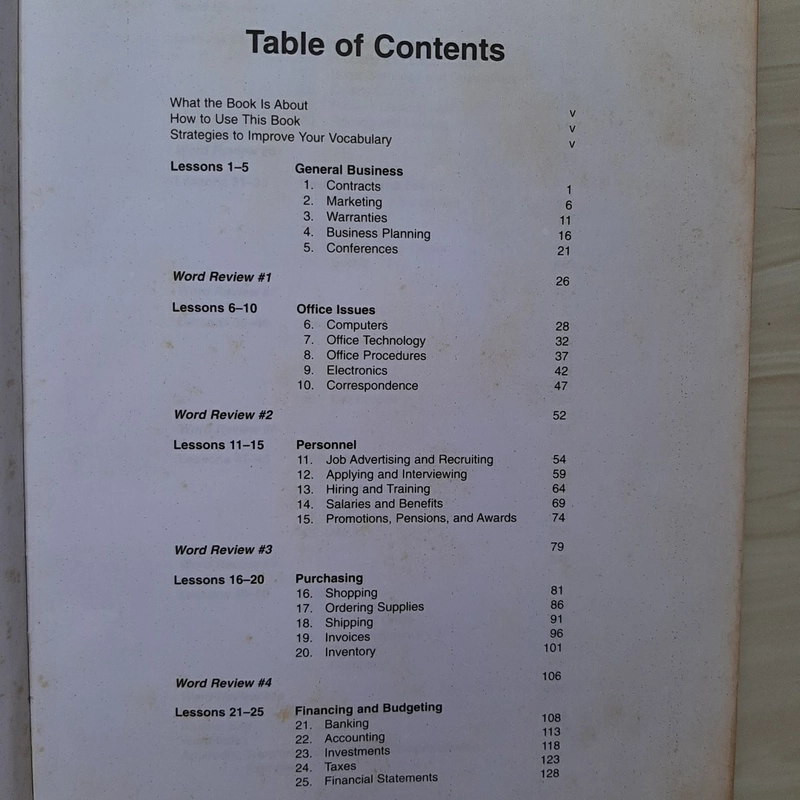 Table of Contents
What the Book Is About v
How to Use This Book v
Strategies to Improve Your Vocabulary v
Lessons 1–5 General Business
1. Contracts 1
2. Marketing 6
3. Warranties 11
4. Business Planning 16
5. Conferences 21
Word Review #1 26
Lessons 6–10 Office Issues
6. Computers 28
7. Office Technology 32
8. Office Procedures 37
9. Electronics 42
10. Correspondence 47
Word Review #2 52
Lessons 11–15 Personnel
11. Job Advertising and Recruiting 54
12. Applying and Interviewing 59
13. Hiring and Training 64
14. Salaries and Benefits 69
15. Promotions, Pensions, and Awards 74
Word Review #3 79
Lessons 16–20 Purchasing
16. Shopping 81
17. Ordering Supplies 86
18. Shipping 91
19. Invoices 96
20. Inventory 101
Word Review #4 106
Lessons 21–25 Financing and Budgeting
21. Banking 108
22. Accounting 113
23. Investments 118
24. Taxes 123
25. Financial Statements 128